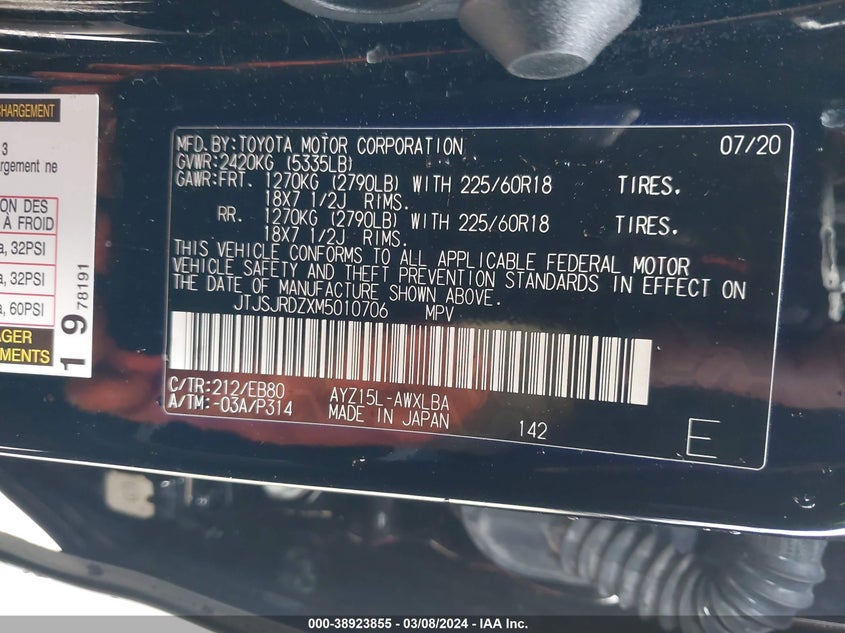 CHARGEMENT
3
argement ne
ON DES
À FROID
a, 32PSI
a, 32PSI
a, 60PSI
AGER
EMENTS
19 78191
MFD.BY:TOYOTA MOTOR CORPORATION 07/20
GVWR:2420KG (5335LB)
GAWR:FRT. 1270KG (2790LB) WITH 225/60R18 TIRES.
18X7 1/2J RIMS.
RR. 1270KG (2790LB) WITH 225/60R18 TIRES.
18X7 1/2J RIMS.
THIS VEHICLE CONFORMS TO ALL APPLICABLE FEDERAL MOTOR
VEHICLE SAFETY AND THEFT PREVENTION STANDARDS IN EFFECT ON
THE DATE OF MANUFACTURE SHOWN ABOVE.
JTJSJRDZXM5010706 MPV
C/TR:212/EB80 AYZ15L-AWXLBA
A/TM:-03A/P314 MADE IN JAPAN
142 E
000-38923855 - 03/08/2024 - IAA Inc.